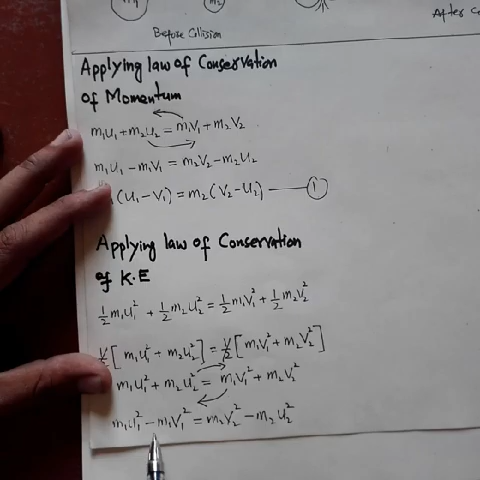 m₂
Before Collision
After C
Applying law of Conservation
of Momentum
m₁U₁ + m₂U₂ = m₁V₁ + m₂V₂
m₁U₁ − m₁V₁ = m₂V₂ − m₂U₂
(U₁ − V₁) = m₂(V₂ − U₂) — ①
Applying law of Conservation
of K.E
½m₁U₁² + ½m₂U₂² = ½m₁V₁² + ½m₂V₂²
½[m₁U₁² + m₂U₂²] = ½[m₁V₁² + m₂V₂²]
m₁U₁² + m₂U₂² = m₁V₁² + m₂V₂²
m₁U₁² − m₁V₁² = m₂V₂² − m₂U₂²